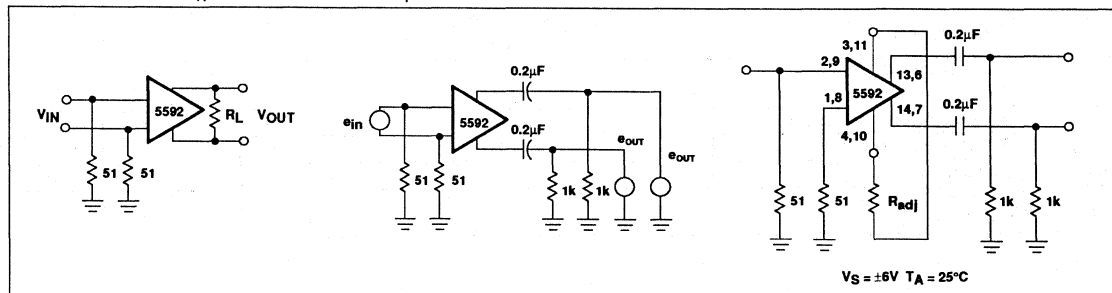 VIN
5592
RL
VOUT
51
51
ein
5592
0.2µF
0.2µF
eOUT
eOUT
51
51
1k
1k
3,11
2,9
1,8
5592
4,10
13,6
14,7
0.2µF
0.2µF
51
51
Radj
1k
1k
VS = ±6V TA = 25°C